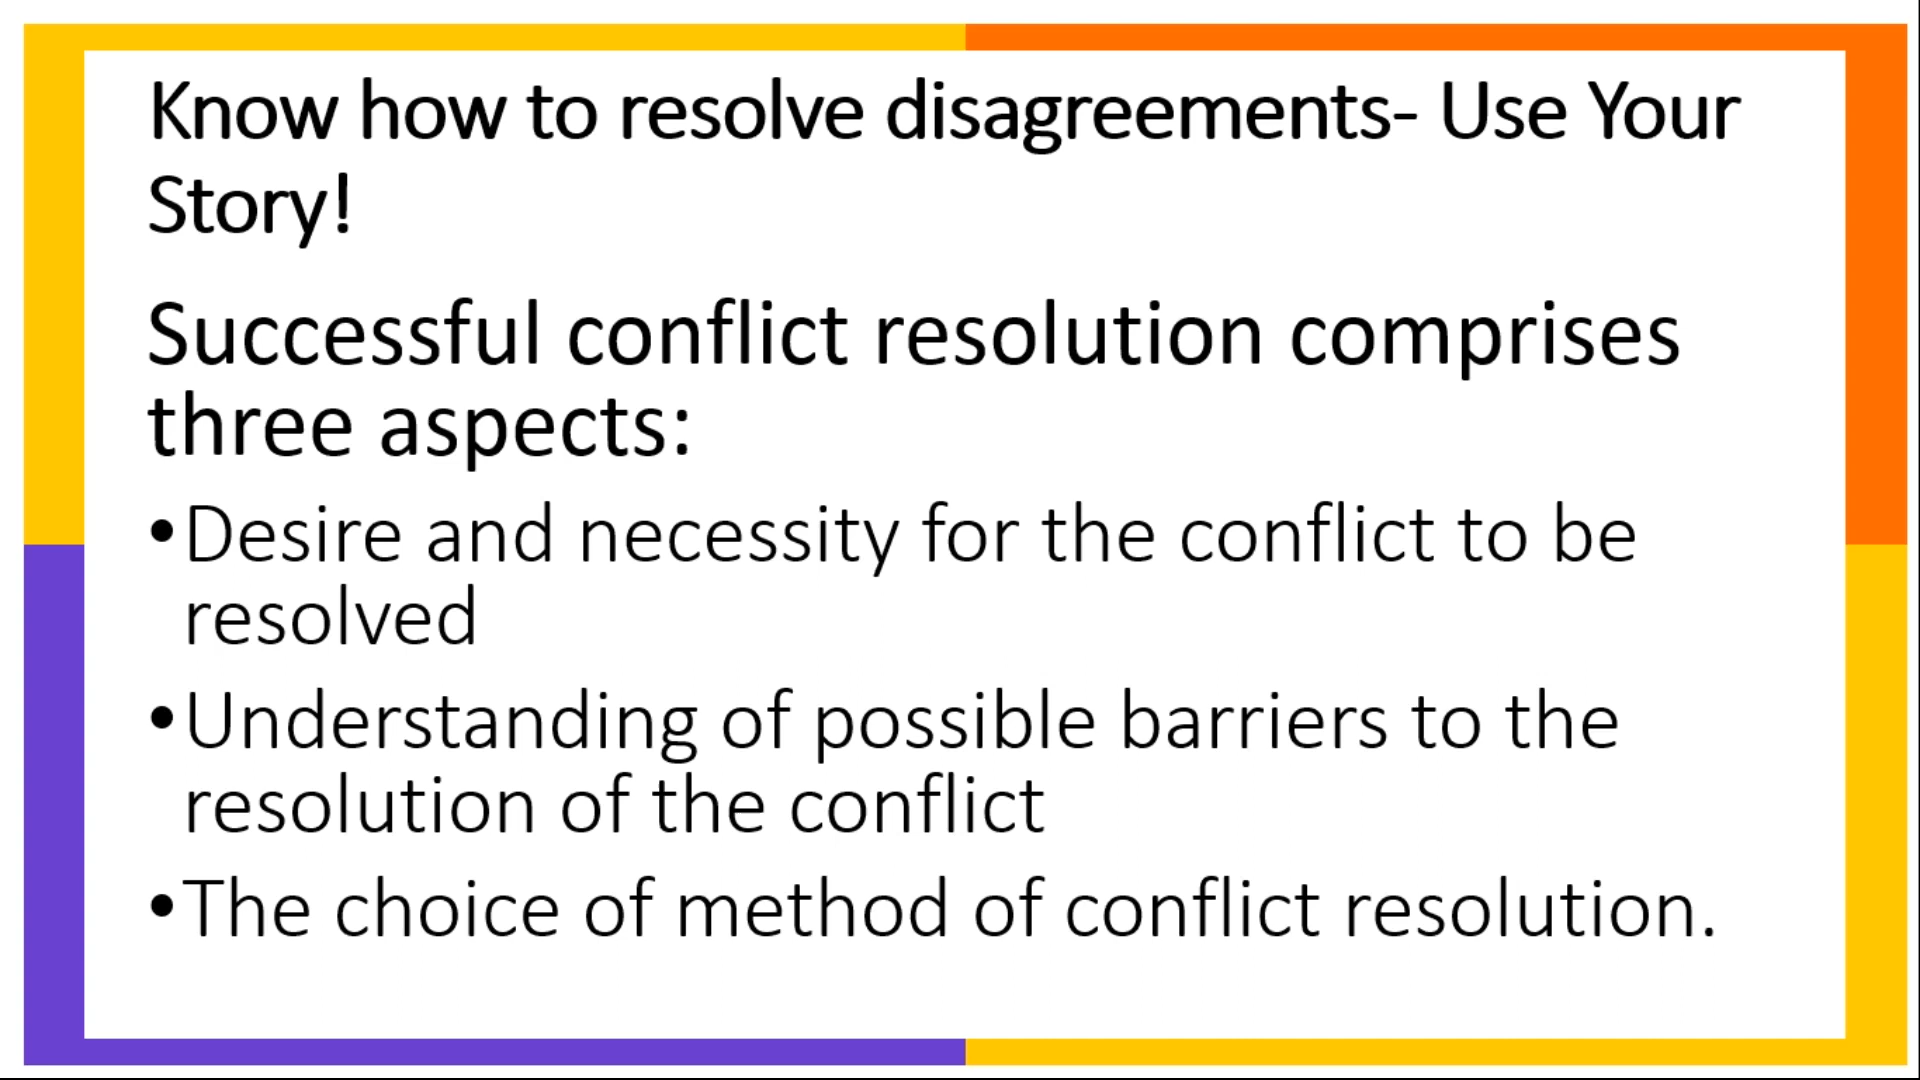 Know how to resolve disagreements- Use Your
Story!
Successful conflict resolution comprises
three aspects:
•Desire and necessity for the conflict to be
resolved
•Understanding of possible barriers to the
resolution of the conflict
•The choice of method of conflict resolution.